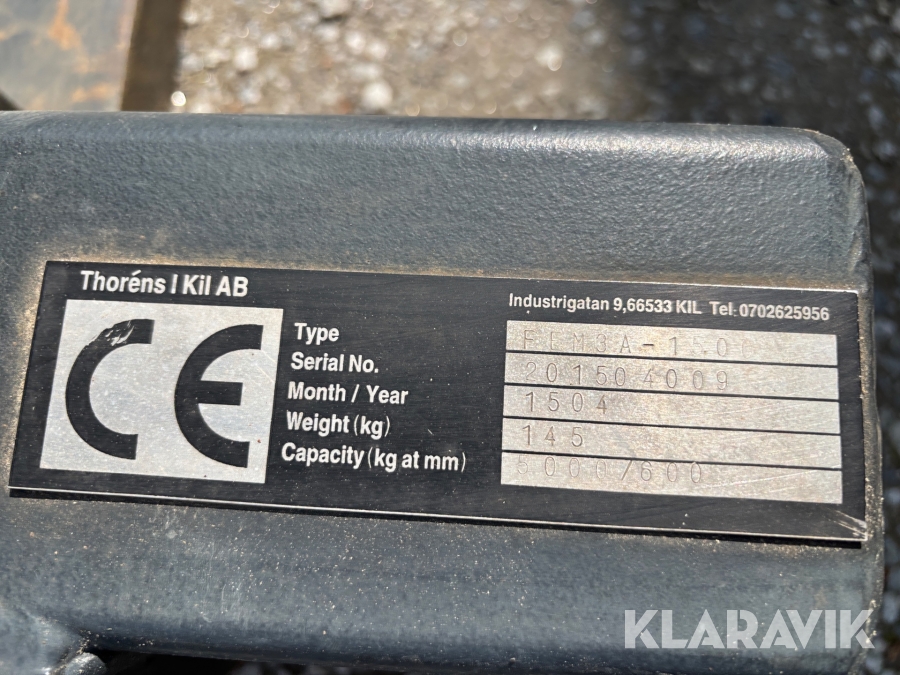 Thoréns I Kil AB
Industrigatan 9,66533 KIL Tel: 0702625956
CE
Type FEM3A-150
Serial No. 201504009
Month / Year 1504
Weight (kg) 145
Capacity (kg at mm) 5000/600
KLARAVIK